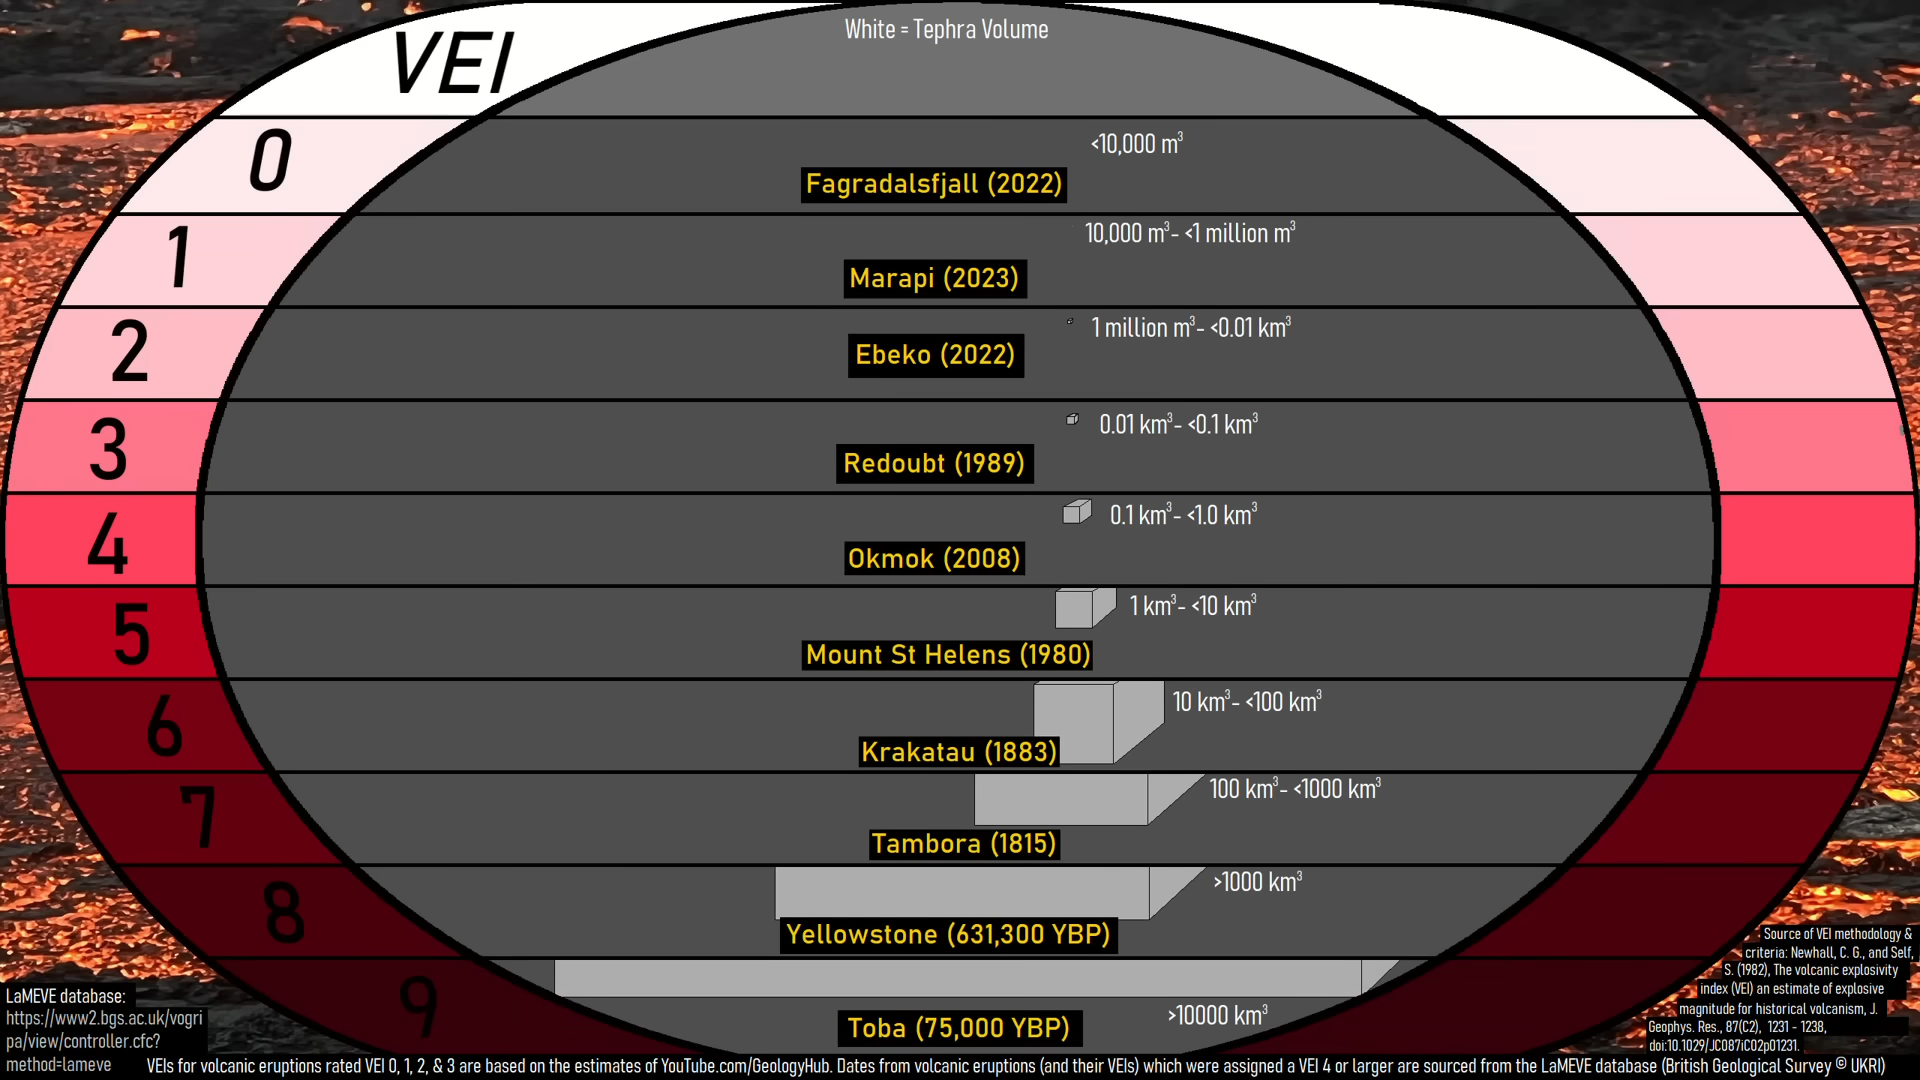 White = Tephra Volume
VEI
0
<10,000 m³
Fagradalsfjall (2022)
1
10,000 m³- <1 million m³
Marapi (2023)
2
1 million m³- <0.01 km³
Ebeko (2022)
3
0.01 km³- <0.1 km³
Redoubt (1989)
4
0.1 km³- <1.0 km³
Okmok (2008)
5
1 km³- <10 km³
Mount St Helens (1980)
6
10 km³- <100 km³
Krakatau (1883)
7
100 km³- <1000 km³
Tambora (1815)
8
>1000 km³
Yellowstone (631,300 YBP)
9
>10000 km³
Toba (75,000 YBP)
Source of VEI methodology &
criteria: Newhall, C. G., and Self,
S. (1982), The volcanic explosivity
index (VEI) an estimate of explosive
magnitude for historical volcanism, J.
Geophys. Res., 87(C2), 1231 - 1238,
doi:10.1029/JC087iC02p01231.
LaMEVE database:
https://www2.bgs.ac.uk/vogri
pa/view/controller.cfc?
method=lameve
VEIs for volcanic eruptions rated VEI 0, 1, 2, & 3 are based on the estimates of YouTube.com/GeologyHub. Dates from volcanic eruptions (and their VEIs) which were assigned a VEI 4 or larger are sourced from the LaMEVE database (British Geological Survey © UKRI)